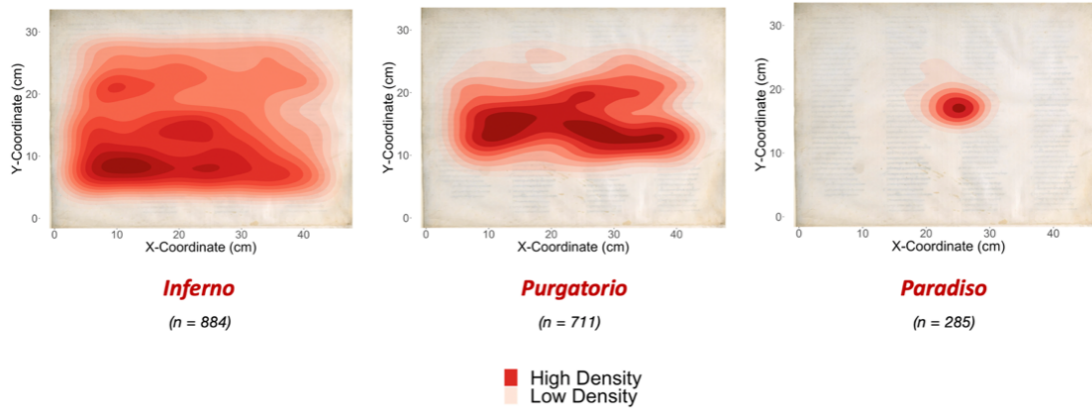 30
20
10
0
Y-Coordinate (cm)
0 10 20 30 40
X-Coordinate (cm)
Inferno
(n = 884)
30
20
10
0
Y-Coordinate (cm)
0 10 20 30 40
X-Coordinate (cm)
Purgatorio
(n = 711)
30
20
10
0
Y-Coordinate (cm)
0 10 20 30 40
X-Coordinate (cm)
Paradiso
(n = 285)
High Density
Low Density